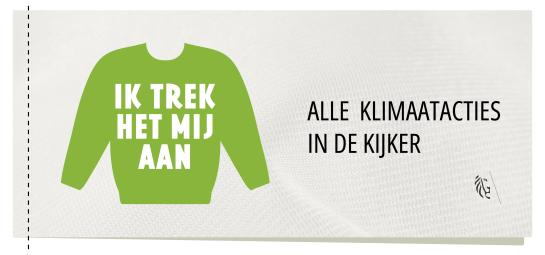 IK TREK
HET MIJ
AAN
ALLE KLIMAATACTIES
IN DE KIJKER